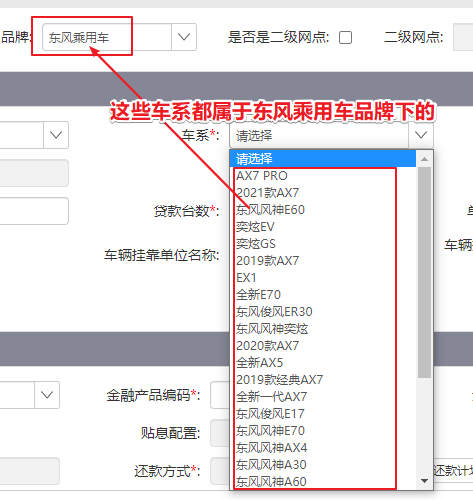 品牌: 东风乘用车 是否是二级网点: 二级网点:
这些车系都属于东风乘用车品牌下的
车系*: 请选择
请选择
AX7 PRO
2021款AX7
东风风神E60
贷款台数*:
奕炫EV
奕炫GS
车辆挂靠单位名称:
2019款AX7
EX1
全新E70
东风俊风ER30
东风风神奕炫
2020款AX7
全新AX5
2019款经典AX7
金融产品编码*:
全新一代AX7
东风俊风E17
贴息配置:
东风风神E70
东风风神AX4
还款方式*:
东风风神A30
还款计
东风风神A60